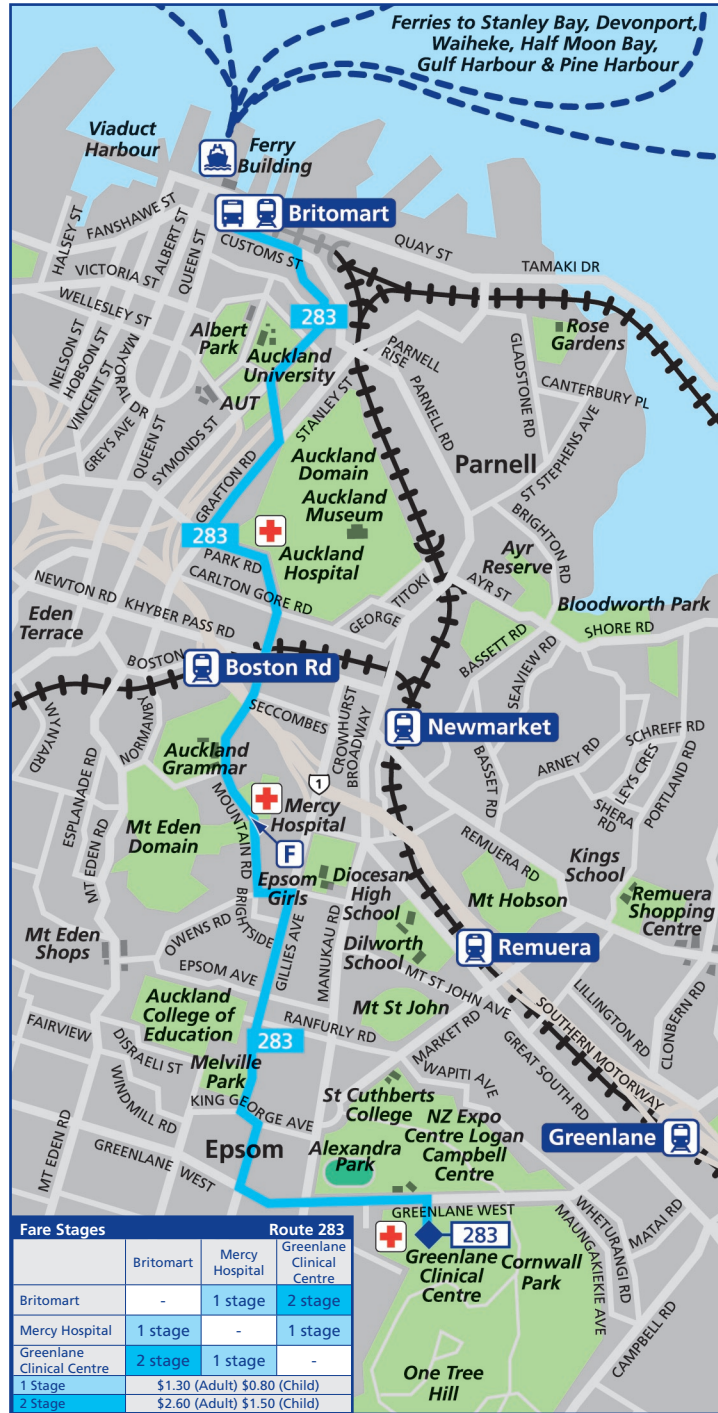 Ferries to Stanley Bay, Devonport,
Waiheke, Half Moon Bay,
Gulf Harbour & Pine Harbour
Viaduct
Harbour
Ferry
Building
Britomart
HALSEY ST
FANSHAWE ST
ALBERT ST
QUEEN ST
CUSTOMS ST
QUAY ST
TAMAKI DR
VICTORIA ST
WELLESLEY ST
283
NELSON ST
HOBSON ST
VINCENT ST
MAYORAL DR
GREYS AVE
QUEEN ST
SYMONDS ST
Albert
Park
Auckland
University
AUT
STANLEY ST
PARNELL
RISE
PARNELL RD
GLADSTONE RD
Rose
Gardens
CANTERBURY PL
ST STEPHENS AVE
Parnell
Auckland
Domain
Auckland
Museum
GRAFTON RD
283
Auckland
Hospital
PARK RD
CARLTON GORE RD
BRIGHTON RD
Ayr
Reserve
TITOKI
AYR ST
GEORGE
Bloodworth Park
SHORE RD
NEWTON RD
KHYBER PASS RD
Eden
Terrace
BOSTON
Boston Rd
BASSETT RD
SEAVIEW RD
Newmarket
WYNYARD
NORMANBY
SECCOMBES
CROWHURST
BROADWAY
BASSET RD
ARNEY RD
SCHREFF RD
LEYS CRES
SHERA
RD
PORTLAND RD
Auckland
Grammar
1
ESPLANADE RD
MT EDEN RD
Mt Eden
Domain
MOUNTAIN RD
Mercy
Hospital
F
Epsom
Girls
BRIGHTSIDE
Diocesan
High
School
REMUERA RD
Kings
School
Mt Hobson
Remuera
Shopping
Centre
Mt Eden
Shops
OWENS RD
GILLIES AVE
MANUKAU RD
Dilworth
School
Remuera
EPSOM AVE
MT ST JOHN AVE
Auckland
College of
Education
RANFURLY RD
Mt St John
LILLINGTON RD
CLONBERN RD
SOUTHERN MOTORWAY
FAIRVIEW
DISRAELI ST
283
MARKET RD
WAPITI AVE
GREAT SOUTH RD
Melville
Park
WINDMILL RD
KING GEORGE AVE
St Cuthberts
College
NZ Expo
Centre Logan
Campbell
Centre
Greenlane
MT EDEN RD
GREENLANE WEST
Epsom
Alexandra
Park
GREENLANE WEST
283
Greenlane
Clinical
Centre
Cornwall
Park
MAUNGAKIEKIE AVE
WHETURANGI RD
MATAI RD
CAMPBELL RD
One Tree
Hill
Fare Stages Route 283
Britomart Mercy Hospital Greenlane Clinical Centre
Britomart - 1 stage 2 stage
Mercy Hospital 1 stage - 1 stage
Greenlane Clinical Centre 2 stage 1 stage -
1 Stage $1.30 (Adult) $0.80 (Child)
2 Stage $2.60 (Adult) $1.50 (Child)